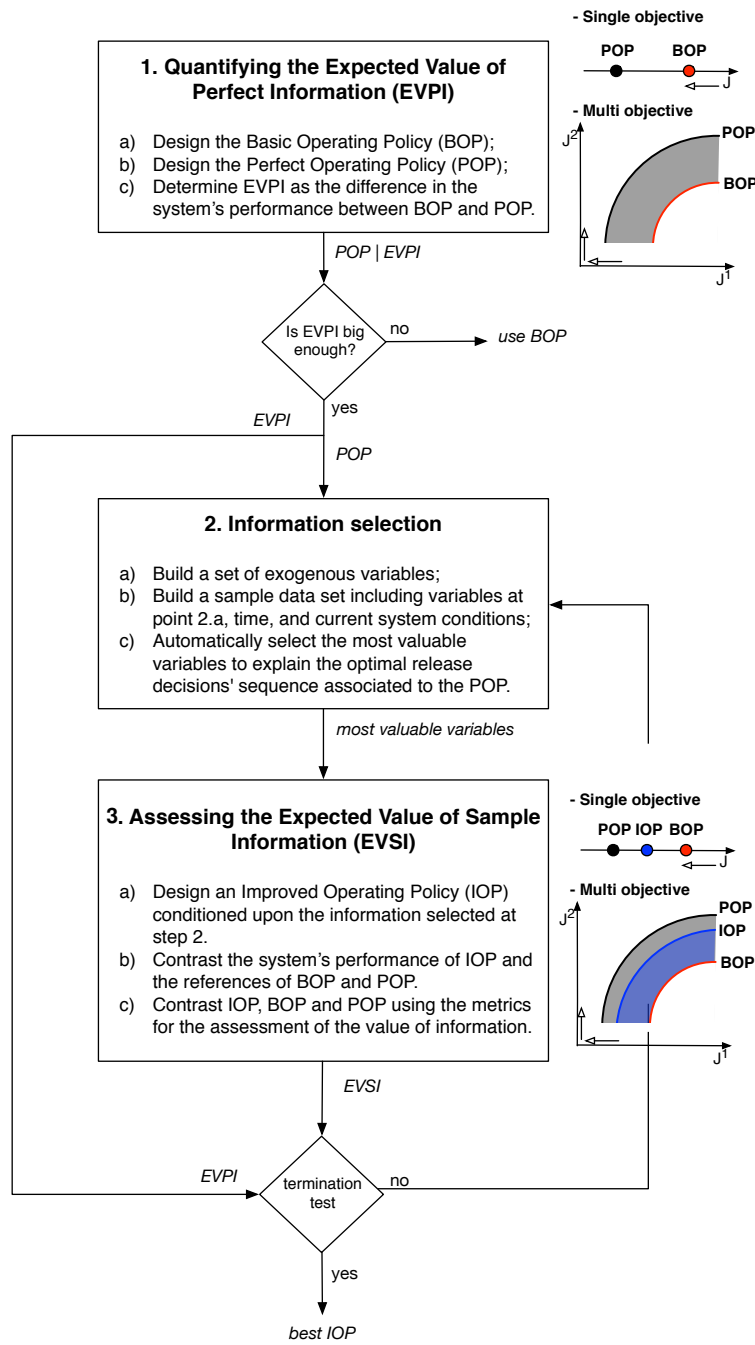 - Single objective
POP BOP
J
1. Quantifying the Expected Value of
Perfect Information (EVPI)
a) Design the Basic Operating Policy (BOP);
b) Design the Perfect Operating Policy (POP);
c) Determine EVPI as the difference in the
system's performance between BOP and POP.
- Multi objective
J2
POP
BOP
J1
POP | EVPI
Is EVPI big
enough?
no
use BOP
yes
EVPI
POP
2. Information selection
a) Build a set of exogenous variables;
b) Build a sample data set including variables at
point 2.a, time, and current system conditions;
c) Automatically select the most valuable
variables to explain the optimal release
decisions' sequence associated to the POP.
most valuable variables
3. Assessing the Expected Value of Sample
Information (EVSI)
a) Design an Improved Operating Policy (IOP)
conditioned upon the information selected at
step 2.
b) Contrast the system's performance of IOP and
the references of BOP and POP.
c) Contrast IOP, BOP and POP using the metrics
for the assessment of the value of information.
- Single objective
POP IOP BOP
J
- Multi objective
J2
POP
IOP
BOP
J1
EVSI
EVPI
termination
test
no
yes
best IOP